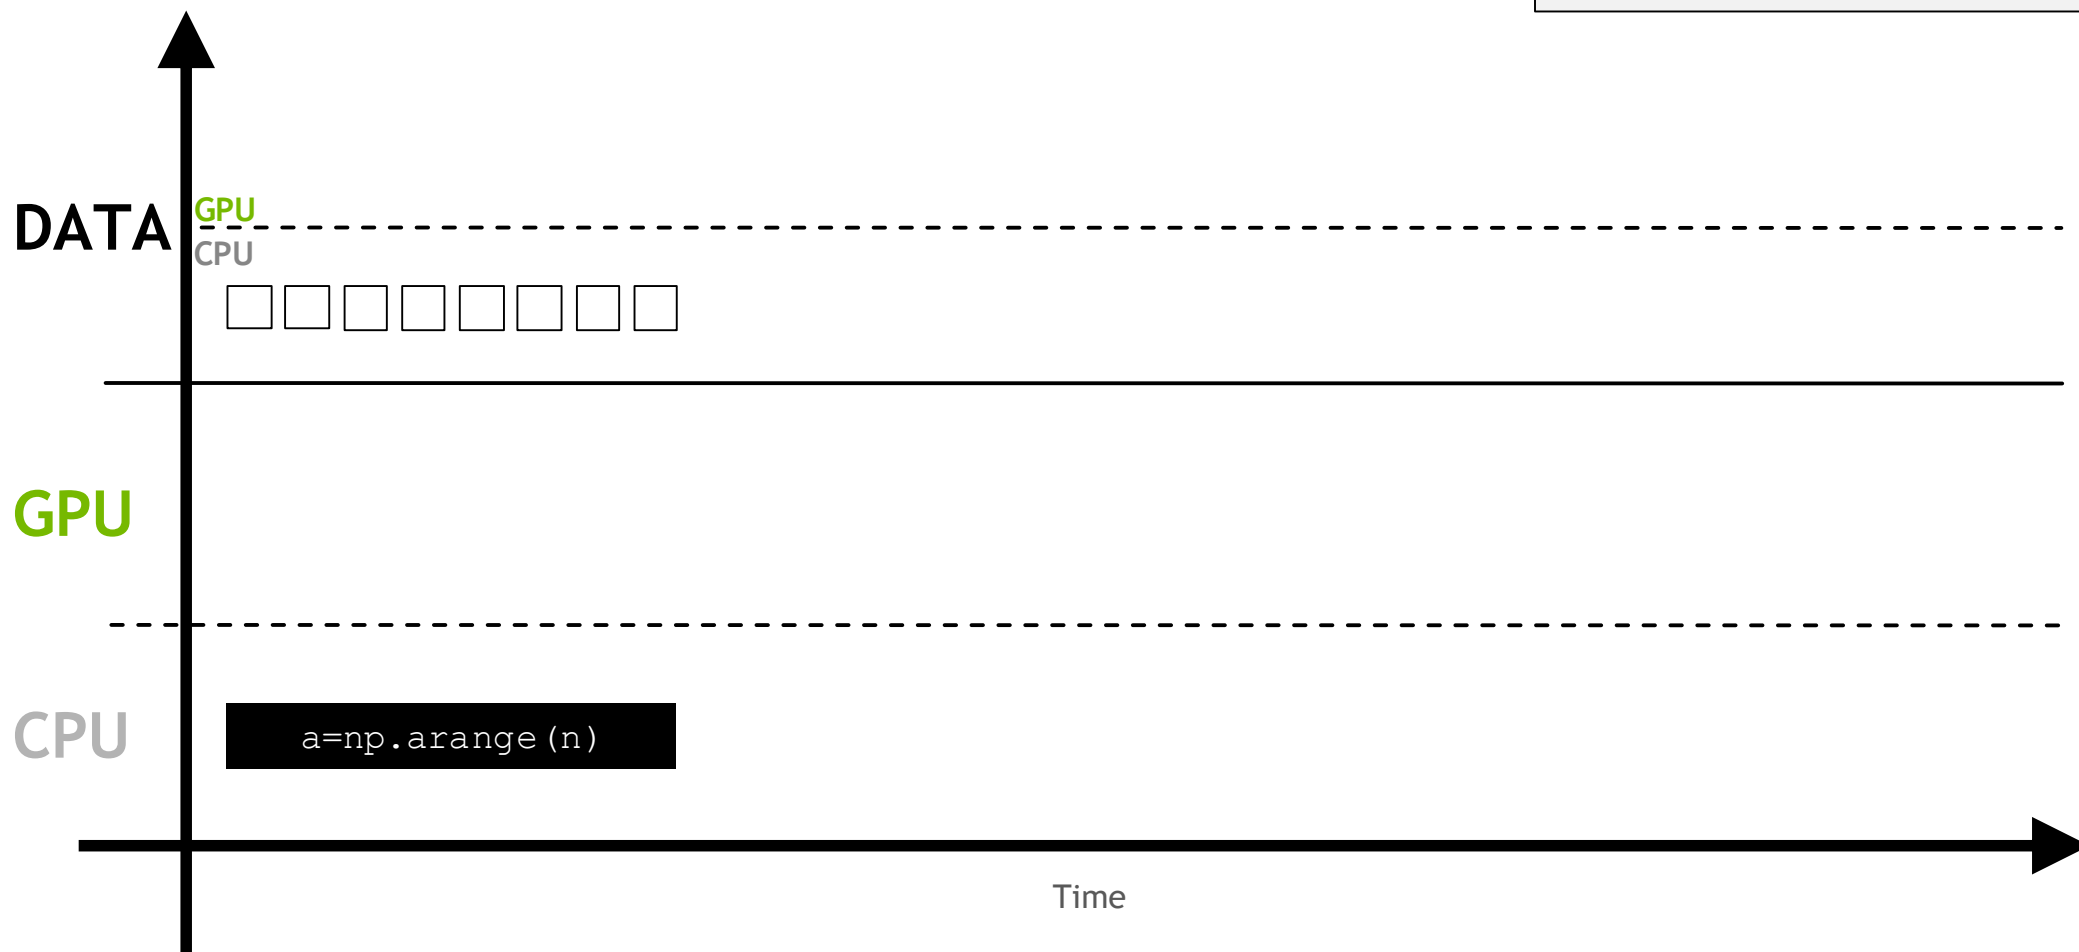 DATA
GPU
CPU
GPU
CPU
a=np.arange(n)
Time